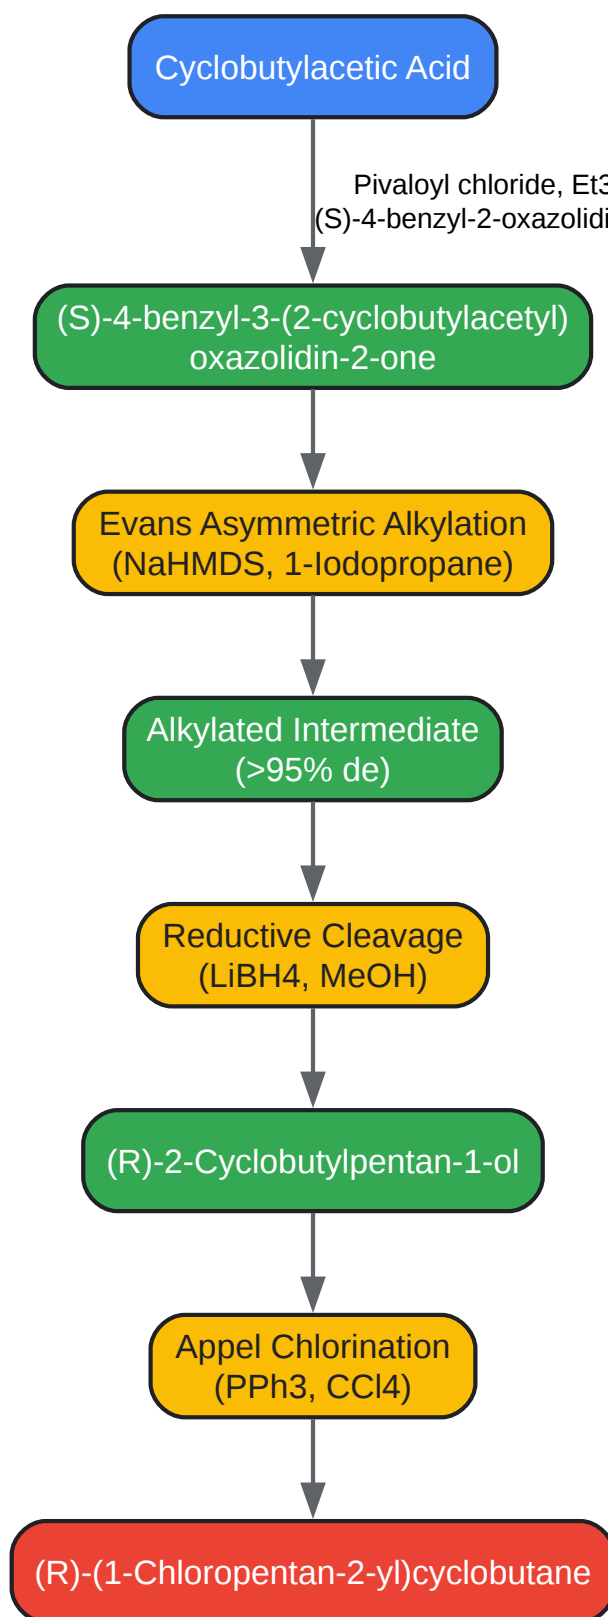 Cyclobutylacetic Acid
Pivaloyl chloride, Et3
(S)-4-benzyl-2-oxazolidi
(S)-4-benzyl-3-(2-cyclobutylacetyl)
oxazolidin-2-one
Evans Asymmetric Alkylation
(NaHMDS, 1-Iodopropane)
Alkylated Intermediate
(>95% de)
Reductive Cleavage
(LiBH4, MeOH)
(R)-2-Cyclobutylpentan-1-ol
Appel Chlorination
(PPh3, CCl4)
(R)-(1-Chloropentan-2-yl)cyclobutane